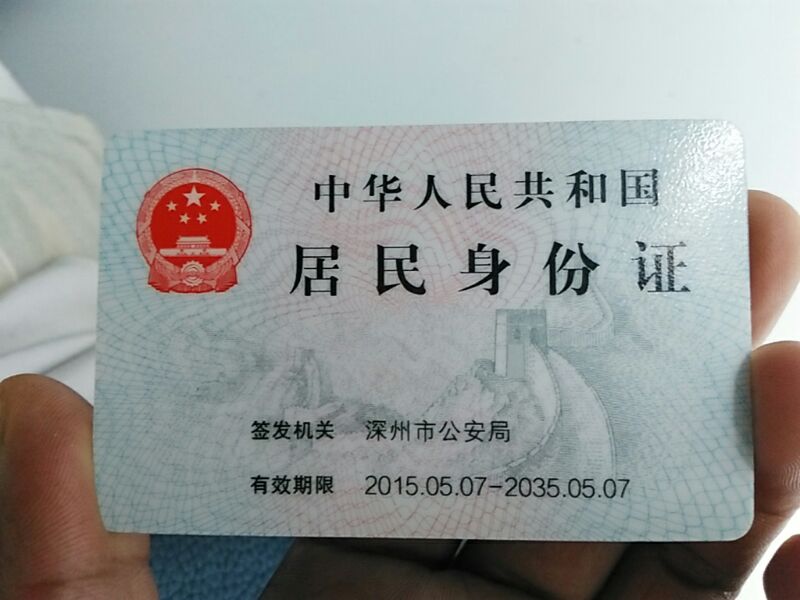 中华人民共和国
居民身份证
签发机关 深州市公安局
有效期限 2015.05.07-2035.05.07